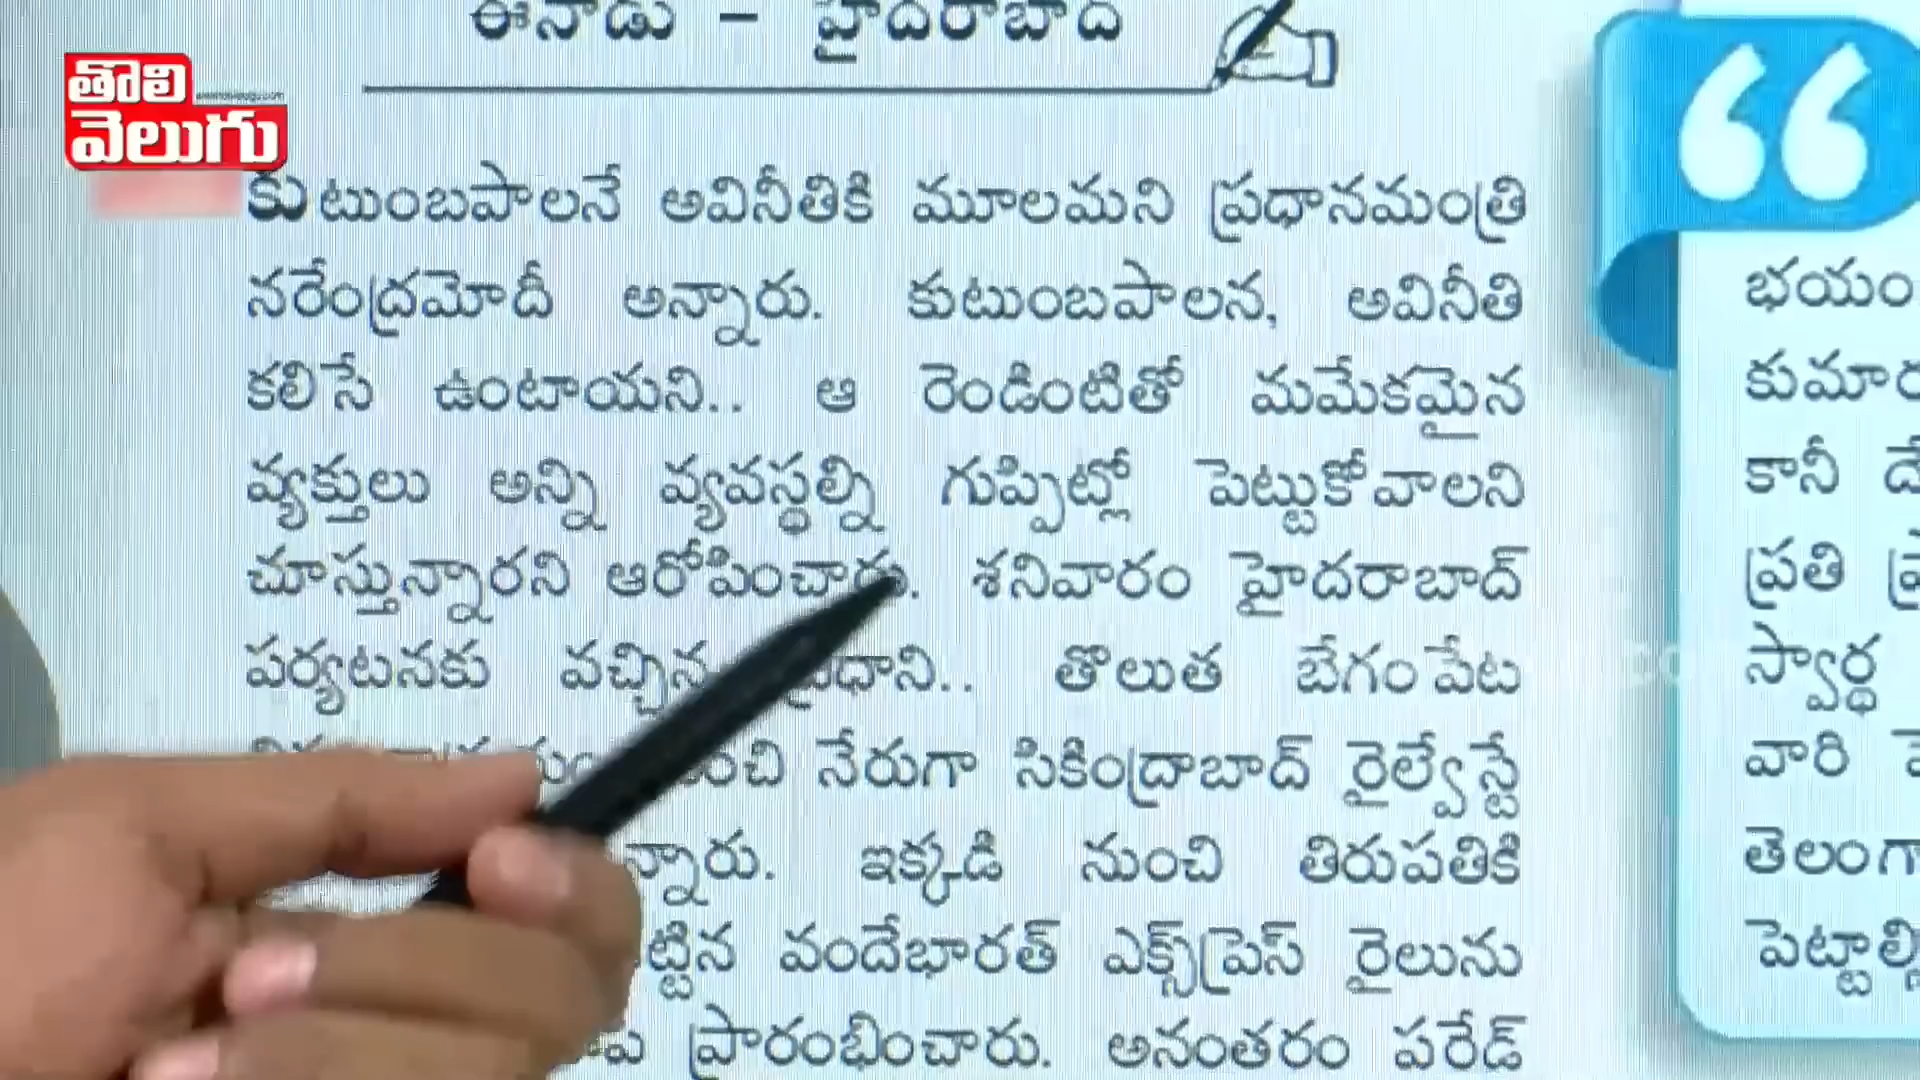 ఈనాడు - హైదరాబాద్
తొలి
వెలుగు
కుటుంబపాలనే అవినీతికి మూలమని ప్రధానమంత్రి
నరేంద్రమోదీ అన్నారు. కుటుంబపాలన, అవినీతి
కలిసే ఉంటాయని.. ఆ రెండింటితో మమేకమైన
వ్యక్తులు అన్ని వ్యవస్థల్ని గుప్పిట్లో పెట్టుకోవాలని
చూస్తున్నారని ఆరోపించారు. శనివారం హైదరాబాద్
పర్యటనకు వచ్చిన ప్రధాని.. తొలుత బేగంపేట
నేరుగా సికింద్రాబాద్ రైల్వేస్టే
ఇక్కడి నుంచి తిరుపతికి
వందేభారత్ ఎక్స్‌ప్రెస్ రైలును
ప్రారంభించారు. అనంతరం పరేడ్
“
భయం
కానీ
ప్రతి
స్వార్థ
వారి